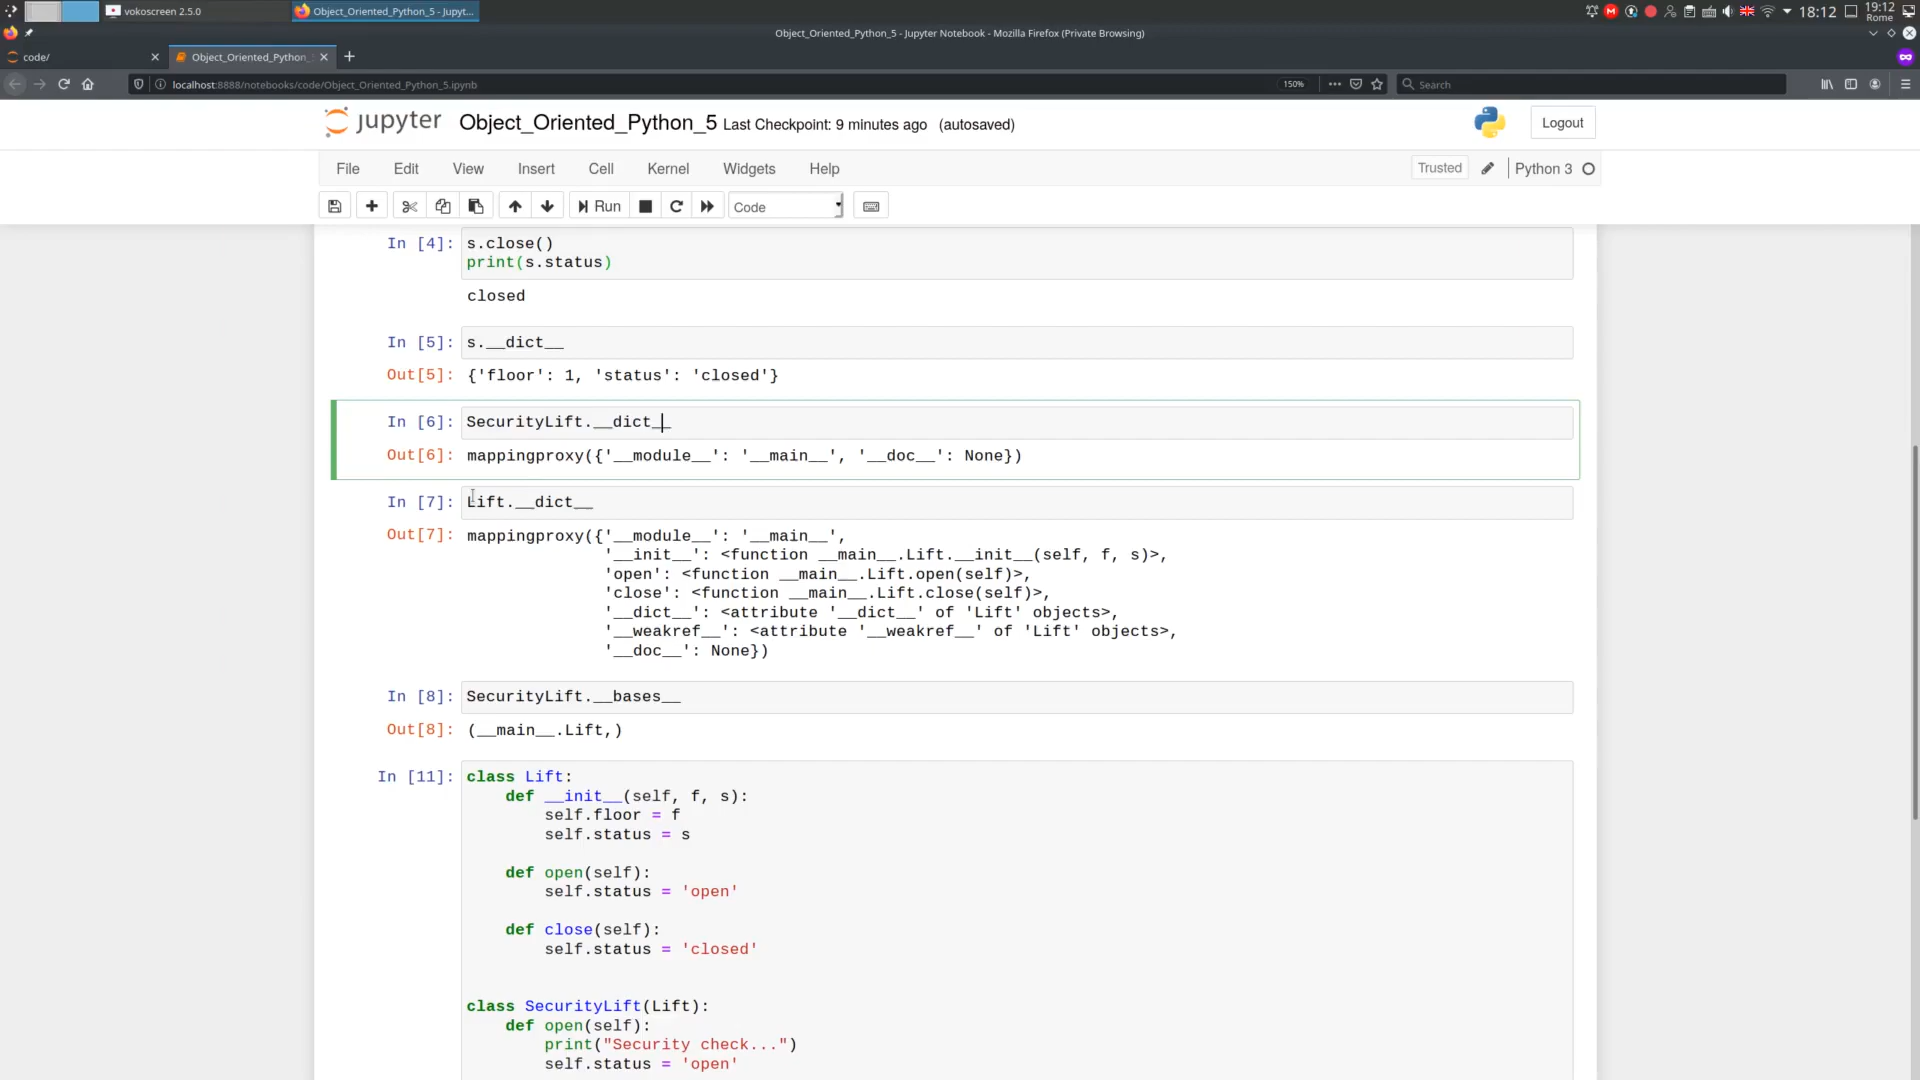 vokoscreen 2.5.0
Object_Oriented_Python_5 - Jupyt...
18:12
19:12
Rome
Object_Oriented_Python_5 - Jupyter Notebook - Mozilla Firefox (Private Browsing)
code/
Object_Oriented_Python_
localhost:8888/notebooks/code/Object_Oriented_Python_5.ipynb
150%
Search
jupyter
Object_Oriented_Python_5
Last Checkpoint: 9 minutes ago
(autosaved)
Logout
File
Edit
View
Insert
Cell
Kernel
Widgets
Help
Trusted
Python 3
Run
Code
In [4]:
s.close()
print(s.status)
closed
In [5]:
s.__dict__
Out[5]:
{'floor': 1, 'status': 'closed'}
In [6]:
SecurityLift.__dict__
Out[6]:
mappingproxy({'__module__': '__main__', '__doc__': None})
In [7]:
Lift.__dict__
Out[7]:
mappingproxy({'__module__': '__main__',
'__init__': <function __main__.Lift.__init__(self, f, s)>,
'open': <function __main__.Lift.open(self)>,
'close': <function __main__.Lift.close(self)>,
'__dict__': <attribute '__dict__' of 'Lift' objects>,
'__weakref__': <attribute '__weakref__' of 'Lift' objects>,
'__doc__': None})
In [8]:
SecurityLift.__bases__
Out[8]:
(__main__.Lift,)
In [11]:
class Lift:
def __init__(self, f, s):
self.floor = f
self.status = s
def open(self):
self.status = 'open'
def close(self):
self.status = 'closed'
class SecurityLift(Lift):
def open(self):
print("Security check...")
self.status = 'open'